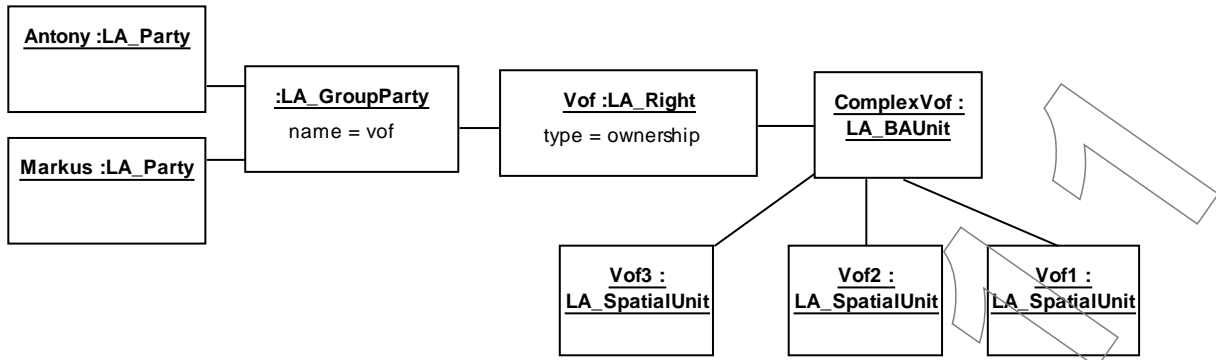 Antony :LA_Party
Markus :LA_Party
:LA_GroupParty
name = vof
Vof :LA_Right
type = ownership
ComplexVof :
LA_BAUnit
Vof3 :
LA_SpatialUnit
Vof2 :
LA_SpatialUnit
Vof1 :
LA_SpatialUnit